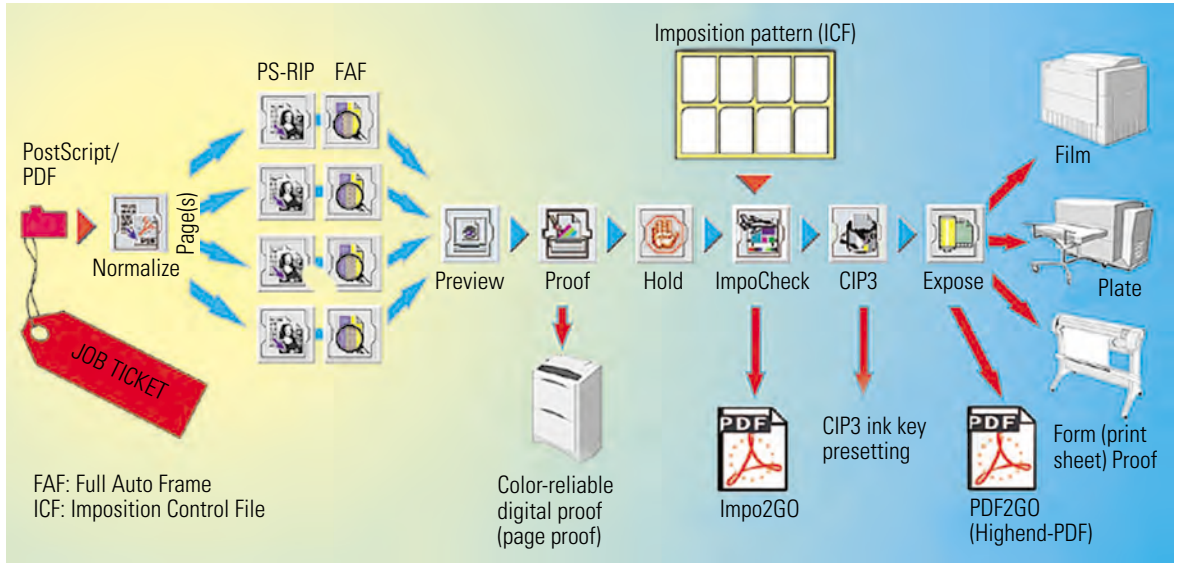 Imposition pattern (ICF)
PS-RIP FAF
PostScript/
PDF
Page(s)
Normalize
JOB TICKET
Preview
Proof
Hold
ImpoCheck
CIP3
Expose
Film
Plate
Form (print
sheet) Proof
Color-reliable
digital proof
(page proof)
PDF
Impo2GO
CIP3 ink key
presetting
PDF
PDF2GO
(Highend-PDF)
FAF: Full Auto Frame
ICF: Imposition Control File